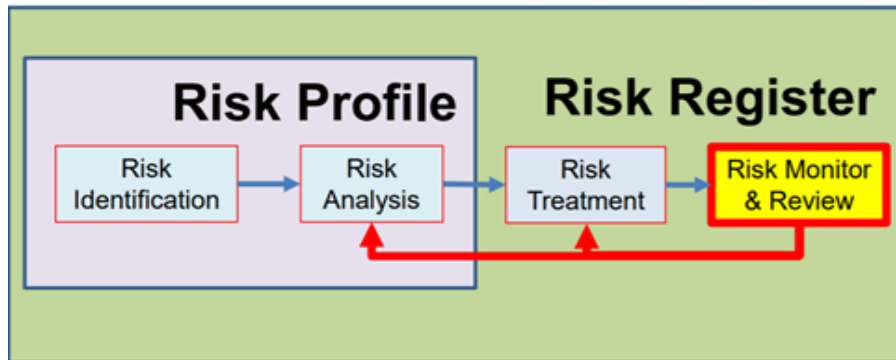 Risk Profile
Risk Register
Risk
Identification
Risk
Analysis
Risk
Treatment
Risk Monitor
& Review